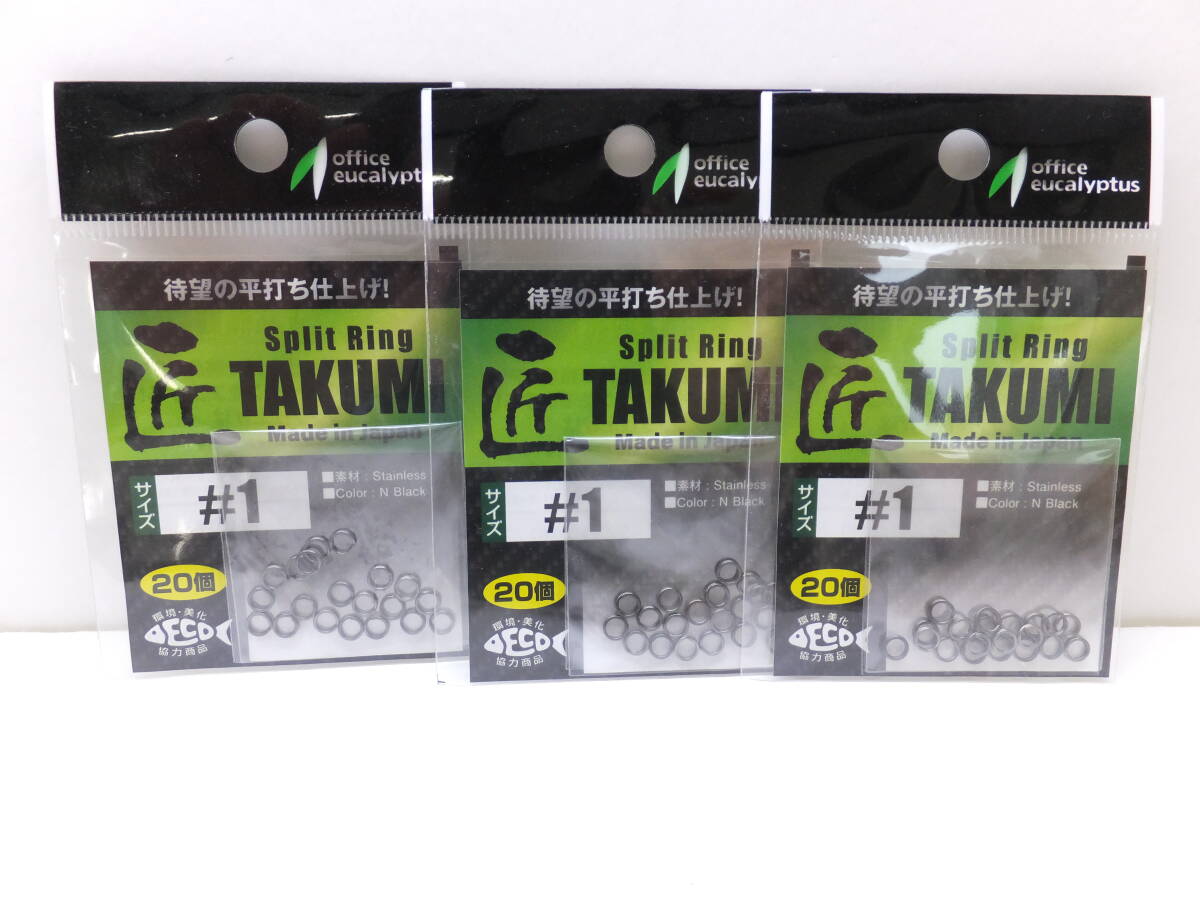 office
eucalyptus
待望の平打ち仕上げ!
匠
Split Ring
TAKUMI
Made in Japan
サイズ
#1
■素材 : Stainless
■Color : N Black
20個
環境・美化
ECO
協力商品
office
eucalyp
待望の平打ち仕上げ!
匠
Split Ring
TAKUMI
Made in Japan
サイズ
#1
■素材 : Stainless
■Color : N Black
20個
環境・美化
ECO
協力商品
office
eucalyptus
待望の平打ち仕上げ!
匠
Split Ring
TAKUMI
Made in Japan
サイズ
#1
■素材 : Stainless
■Color : N Black
20個
環境・美化
ECO
協力商品